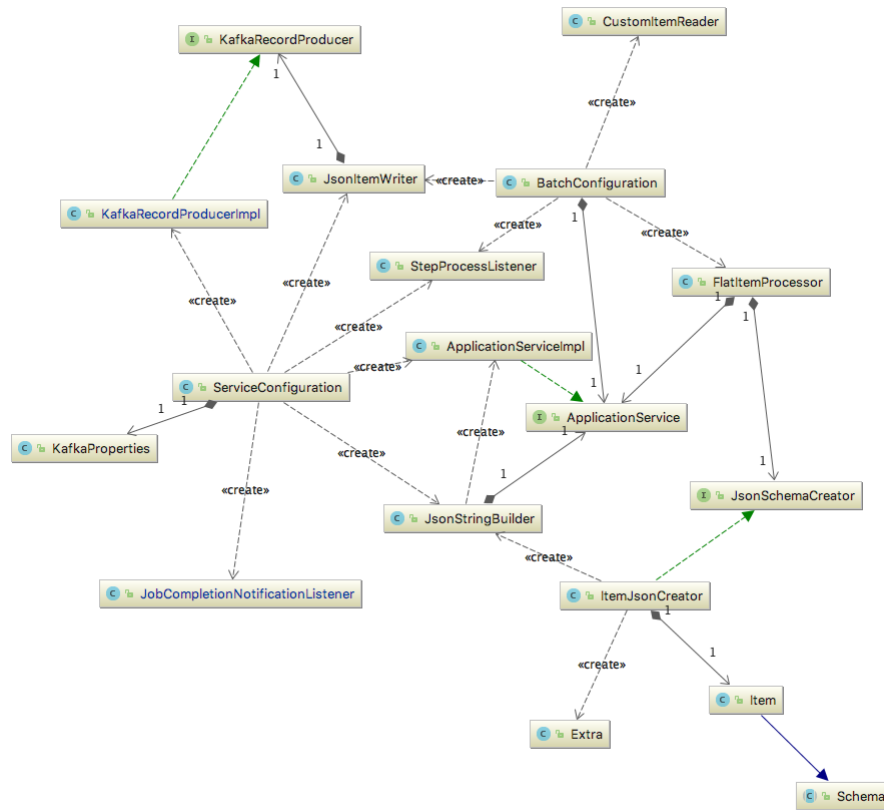 C CustomItemReader
I KafkaRecordProducer
1
«create»
1
C JsonItemWriter
«create»
C BatchConfiguration
1
C KafkaRecordProducerImpl
«create»
«create»
C StepProcessListener
C FlatItemProcessor
«create»
«create»
1
1
«create»
C ApplicationServiceImpl
«create»
1
C ServiceConfiguration
1
1
1
I ApplicationService
1
C KafkaProperties
«create»
«create»
1
1
«create»
I JsonSchemaCreator
C JsonStringBuilder
«create»
C JobCompletionNotificationListener
C ItemJsonCreator
1
1
«create»
C Item
C Extra
C Schema